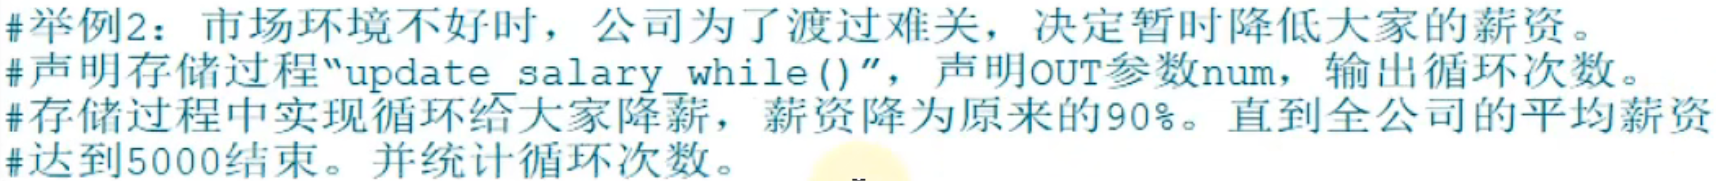 #举例2：市场环境不好时，公司为了渡过难关，决定暂时降低大家的薪资。
#声明存储过程“update_salary_while()”，声明OUT参数num，输出循环次数。
#存储过程中实现循环给大家降薪，薪资降为原来的90%。直到全公司的平均薪资
#达到5000结束。并统计循环次数。